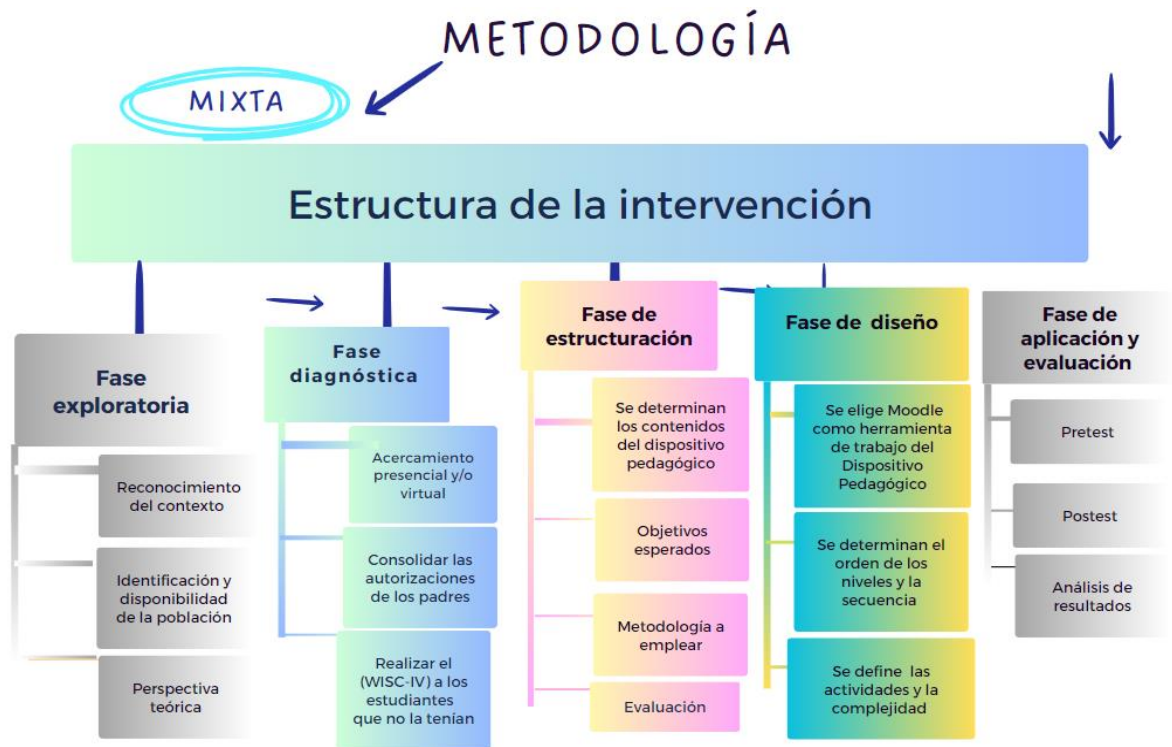 METODOLOGÍA
MIXTA
Estructura de la intervención
Fase
exploratoria
Reconocimiento
del contexto
Identificación y
disponibilidad
de la población
Perspectiva
teórica
Fase
diagnóstica
Acercamiento
presencial y/o
virtual
Consolidar las
autorizaciones
de los padres
Realizar el
(WISC-IV) a los
estudiantes
que no la tenían
Fase de
estructuración
Se determinan
los contenidos
del dispositivo
pedagógico
Objetivos
esperados
Metodología a
emplear
Evaluación
Fase de diseño
Se elige Moodle
como herramienta
de trabajo del
Dispositivo
Pedagógico
Se determinan el
orden de los
niveles y la
secuencia
Se define las
actividades y la
complejidad
Fase de
aplicación y
evaluación
Pretest
Postest
Análisis de
resultados